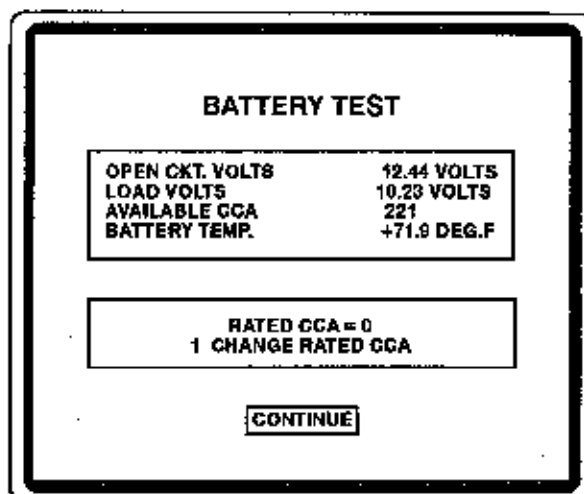 BATTERY TEST
OPEN CKT. VOLTS 12.44 VOLTS
LOAD VOLTS 10.23 VOLTS
AVAILABLE CCA 221
BATTERY TEMP. +71.9 DEG.F
RATED CCA = 0
1 CHANGE RATED CCA
CONTINUE